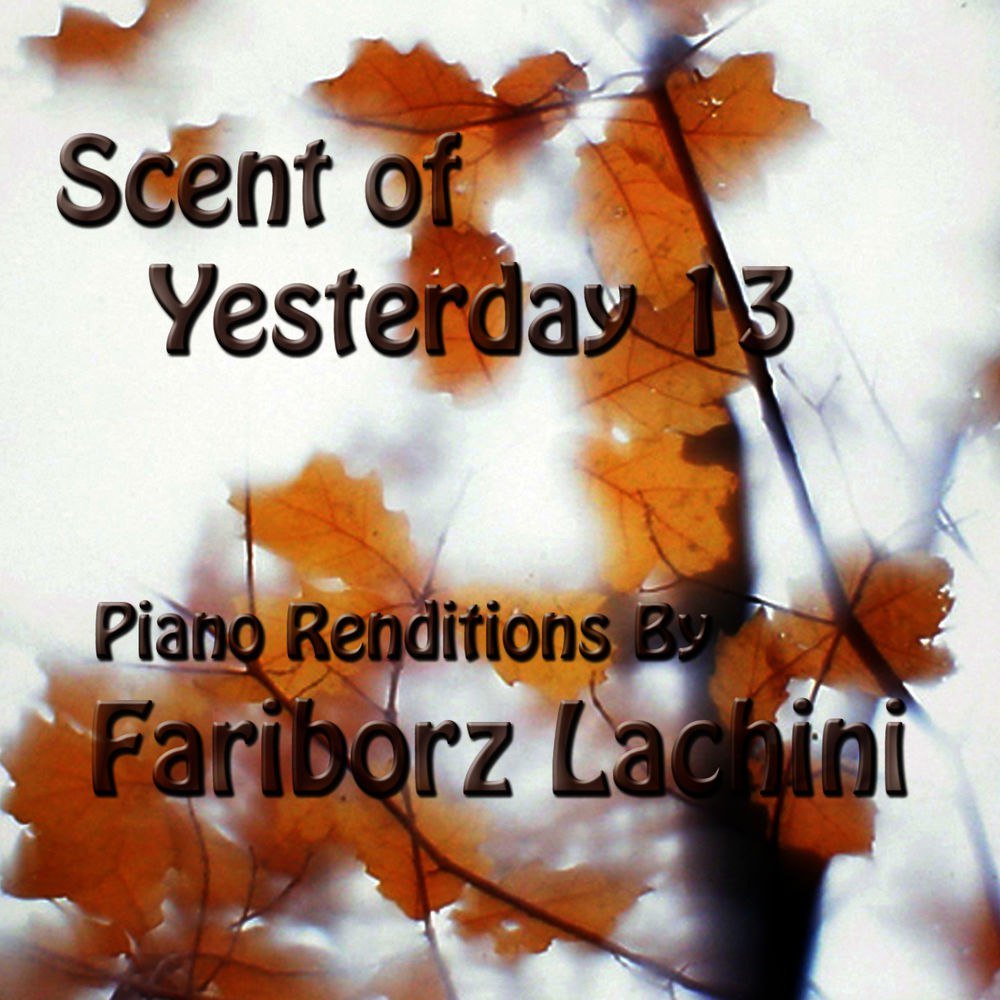 Scent of
Yesterday 13
Piano Renditions By
Fariborz Lachini